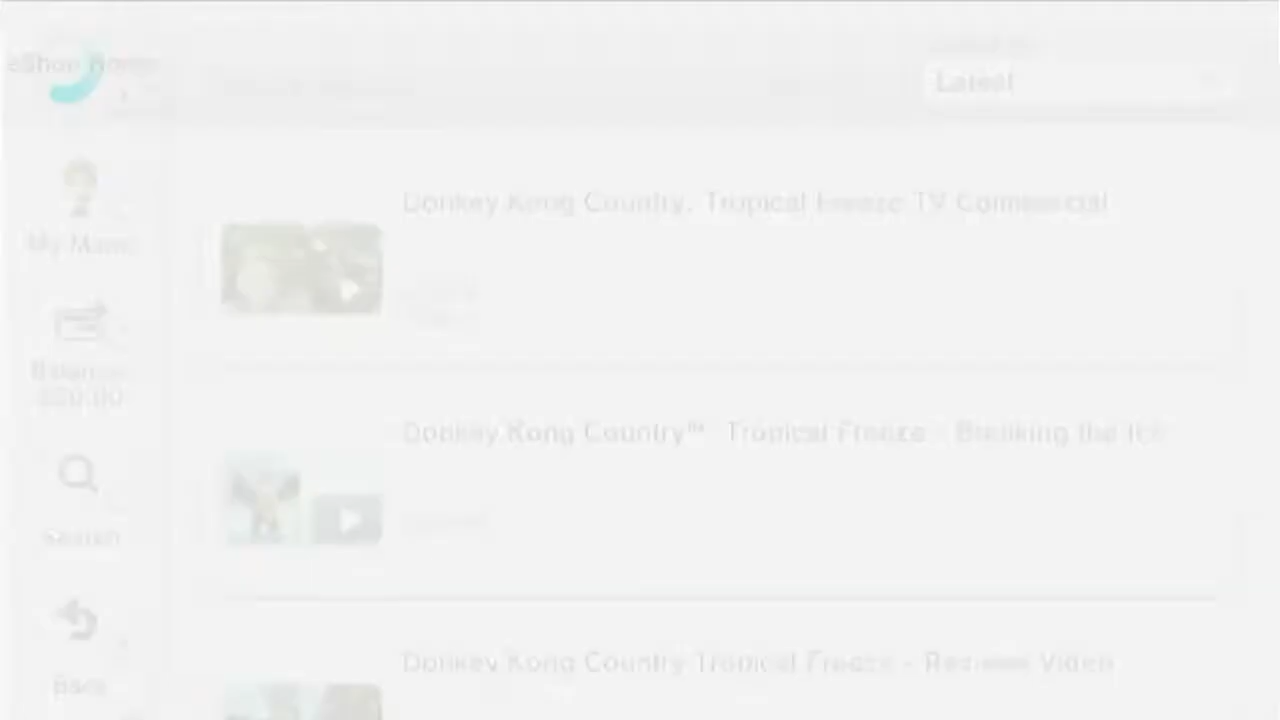 eShop
Latest
My Menu
Donkey Kong Country: Tropical Freeze TV Commercial
Balance
Donkey Kong Country™: Tropical Freeze - Breaking the Ice
Search
Donkey Kong Country Tropical Freeze - Review Video
Back